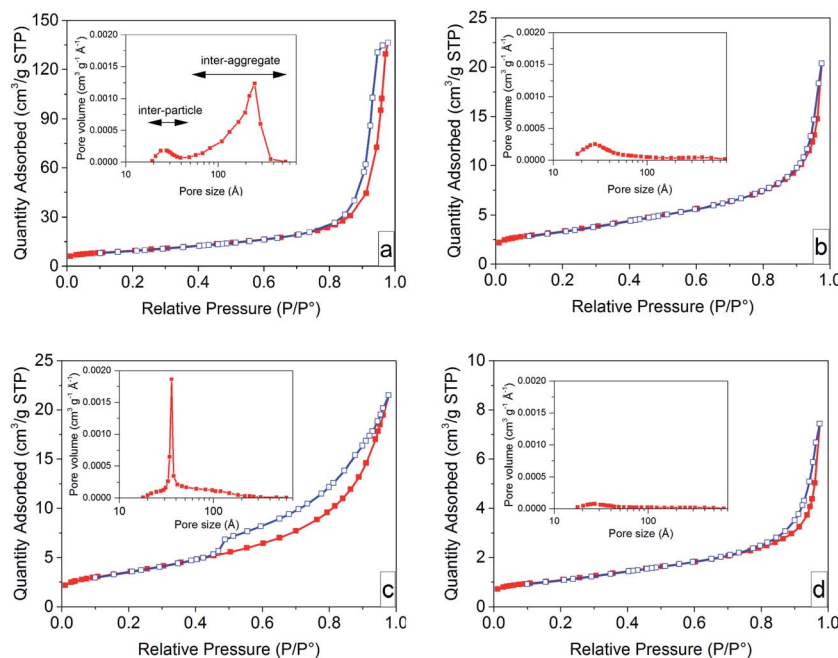 150
120
90
60
30
0
Quantity Adsorbed (cm³/g STP)
0.0 0.2 0.4 0.6 0.8 1.0
Relative Pressure (P/P°)
a
0.0020
0.0015
0.0010
0.0005
0.0000
Pore volume (cm³ g⁻¹ Å⁻¹)
10 100
Pore size (Å)
inter-aggregate
inter-particle
25
20
15
10
5
0
Quantity Adsorbed (cm³/g STP)
0.0 0.2 0.4 0.6 0.8 1.0
Relative Pressure (P/P°)
b
0.0020
0.0015
0.0010
0.0005
0.0000
Pore volume (cm³ g⁻¹ Å⁻¹)
10 100
Pore size (Å)
25
20
15
10
5
0
Quantity Adsorbed (cm³/g STP)
0.0 0.2 0.4 0.6 0.8 1.0
Relative Pressure (P/P°)
c
0.0020
0.0015
0.0010
0.0005
0.0000
Pore volume (cm³ g⁻¹ Å⁻¹)
10 100
Pore size (Å)
10
8
6
4
2
0
Quantity Adsorbed (cm³/g STP)
0.0 0.2 0.4 0.6 0.8 1.0
Relative Pressure (P/P°)
d
0.0020
0.0015
0.0010
0.0005
0.0000
Pore volume (cm³ g⁻¹ Å⁻¹)
10 100
Pore size (Å)